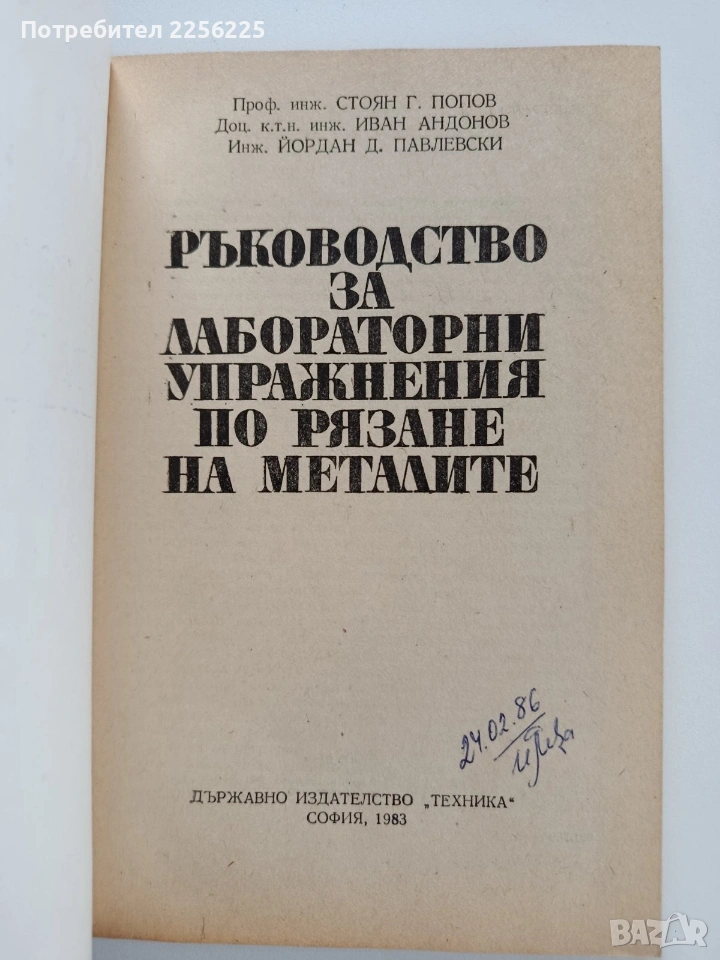 Потребител 2256225
Проф. инж. СТОЯН Г. ПОПОВ
Доц. к.т.н. инж. ИВАН АНДОНОВ
Инж. ЙОРДАН Д. ПАВЛЕВСКИ
РЪКОВОДСТВО
ЗА
ЛАБОРАТОРНИ
УПРАЖНЕНИЯ
ПО РЯЗАНЕ
НА МЕТАЛИТЕ
24.02.86
ДЪРЖАВНО ИЗДАТЕЛСТВО „ТЕХНИКА“
СОФИЯ, 1983
BAZAR